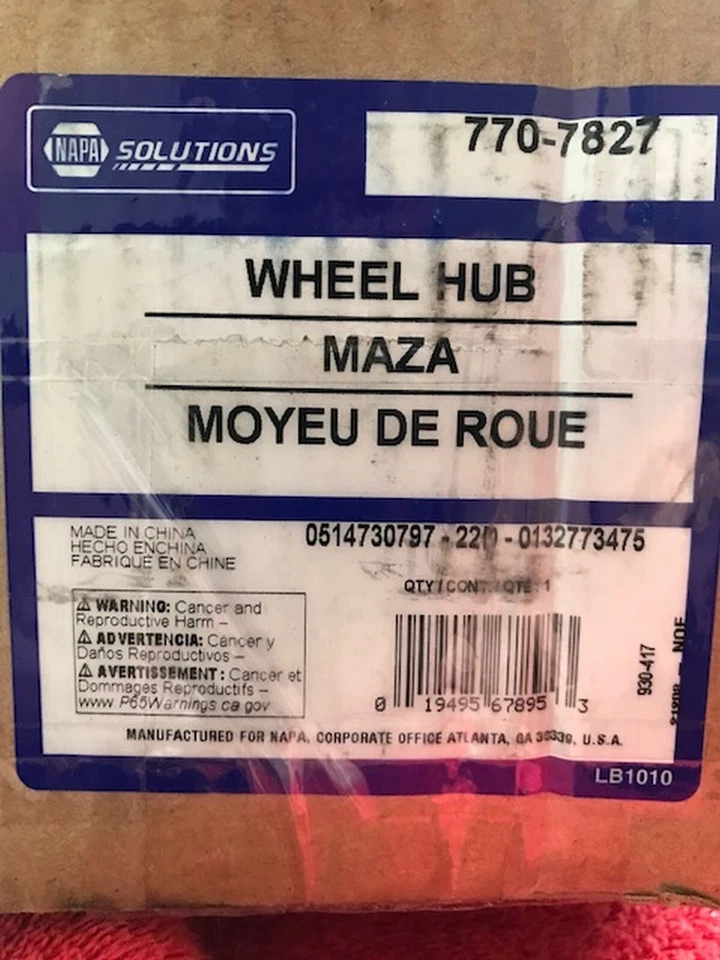 NAPA SOLUTIONS
770-7827
WHEEL HUB
MAZA
MOYEU DE ROUE
MADE IN CHINA
HECHO ENCHINA
FABRIQUE EN CHINE
0514730797 - 22 - 0132773475
QTY / CONT. / QTE : 1
⚠ WARNING: Cancer and
Reproductive Harm –
⚠ ADVERTENCIA: Cancer y
Daños Reproductivos –
⚠ AVERTISSEMENT : Cancer et
Dommages Reproductifs –
www. P65Warnings.ca.gov
0 19495 67895 3
930-417
NOF
MANUFACTURED FOR NAPA, CORPORATE OFFICE ATLANTA, GA 30339, U.S.A.
LB1010